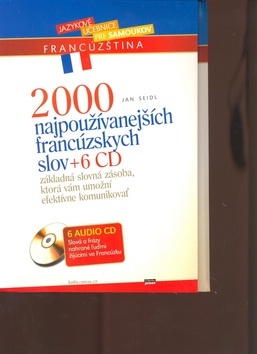 JAZYKOVÉ
UČEBNICE
PRE SAMOUKOV
FRANCÚZŠTINA
JAN SEIDL
2000
najpoužívanejších
francúzskych
slov+6 CD
základná slovná zásoba,
ktorá vám umožní
efektívne komunikovať
6 AUDIO CD
Slová a frázy
nahrané ľuďmi
žijúcimi vo Francúzku